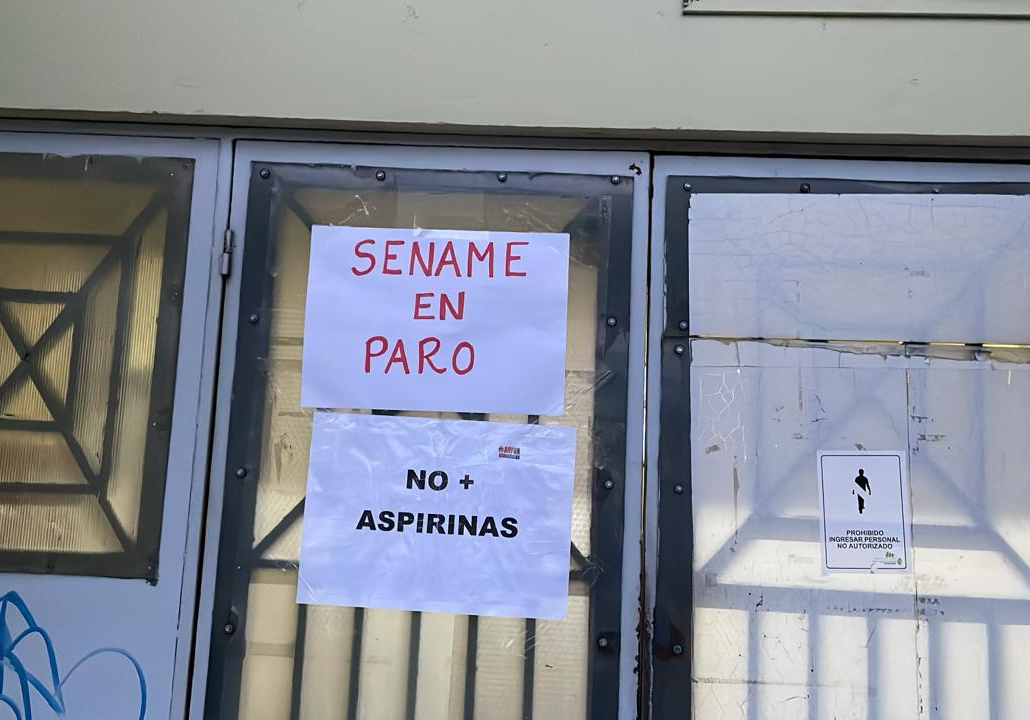 SENAME
EN
PARO
NO +
ASPIRINAS
PROHIBIDO
INGRESAR PERSONAL
NO AUTORIZADO